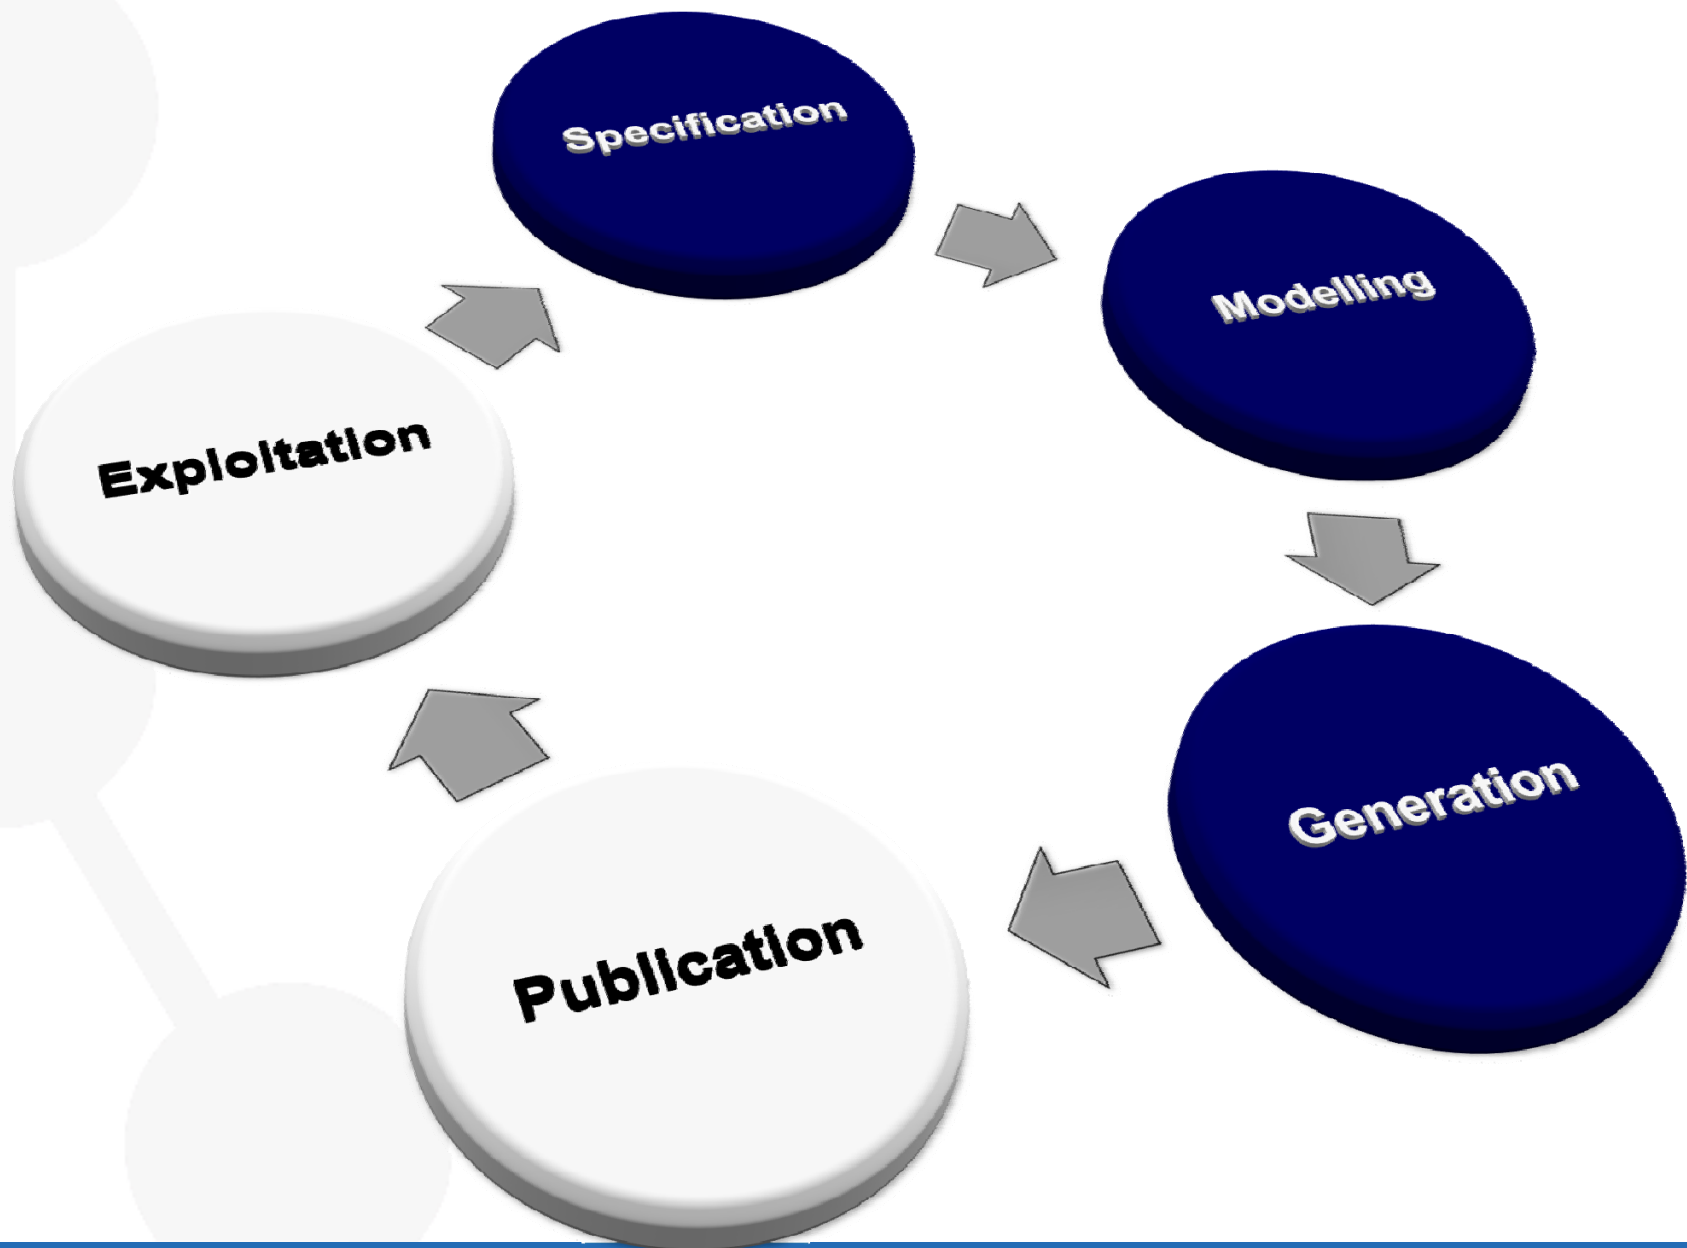 Specification
Modelling
Generation
Publication
Exploitation